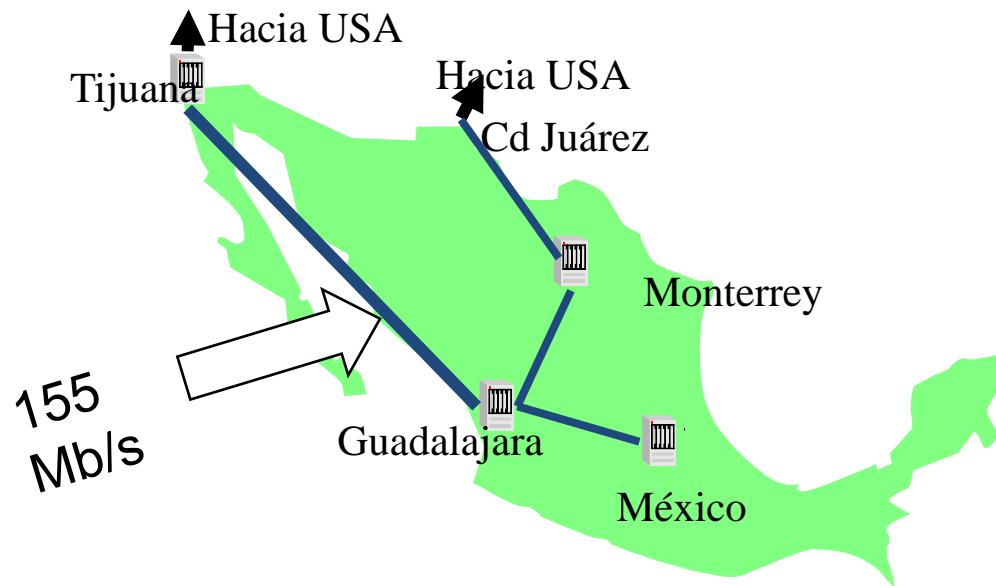 Hacia USA
Tijuana
Hacia USA
Cd Juárez
Monterrey
155
Mb/s
Guadalajara
México